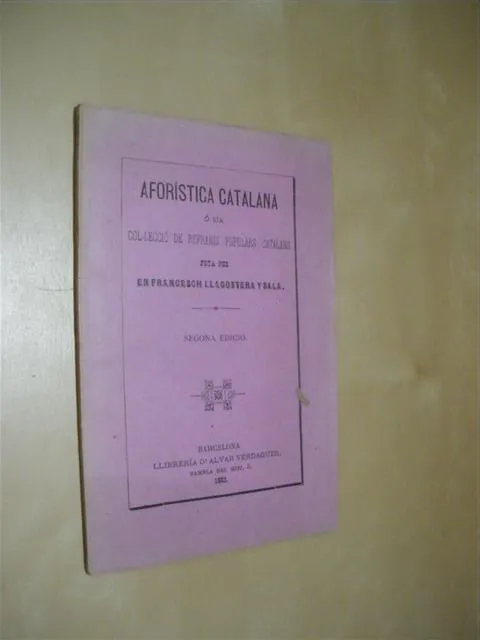 AFORÍSTICA CATALANA
Ó SIA
COL-LECCIÓ DE REFRANS POPULARS CATALANS
FETA PER
EN FRANCESCH LLAGOSTERA Y SALA.
SEGONA EDICIÓ.
BARCELONA
LLIBRERÍA D' ALVAR VERDAGUER,
RAMBLA DEL MITJ, 5.